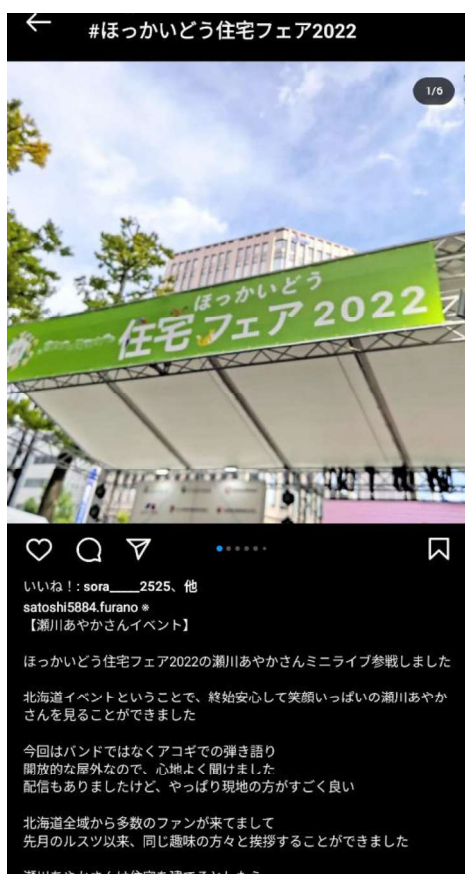 #ほっかいどう住宅フェア2022
1/6
ほっかいどう
住宅フェア2022
いいね！: sora____2525、他
satoshi5884.furano ※
【瀬川あやかさんイベント】
ほっかいどう住宅フェア2022の瀬川あやかさんミニライブ参戦しました
北海道イベントということで、終始安心して笑顔いっぱいの瀬川あやか
さんを見ることができました
今回はバンドではなくアコギでの弾き語り
開放的な屋外なので、心地よく聞けました
配信もありましたけど、やっぱり現地の方がすごく良い
北海道全域から多数のファンが来てまして
先月のルスツ以来、同じ趣味の方々と挨拶することができました